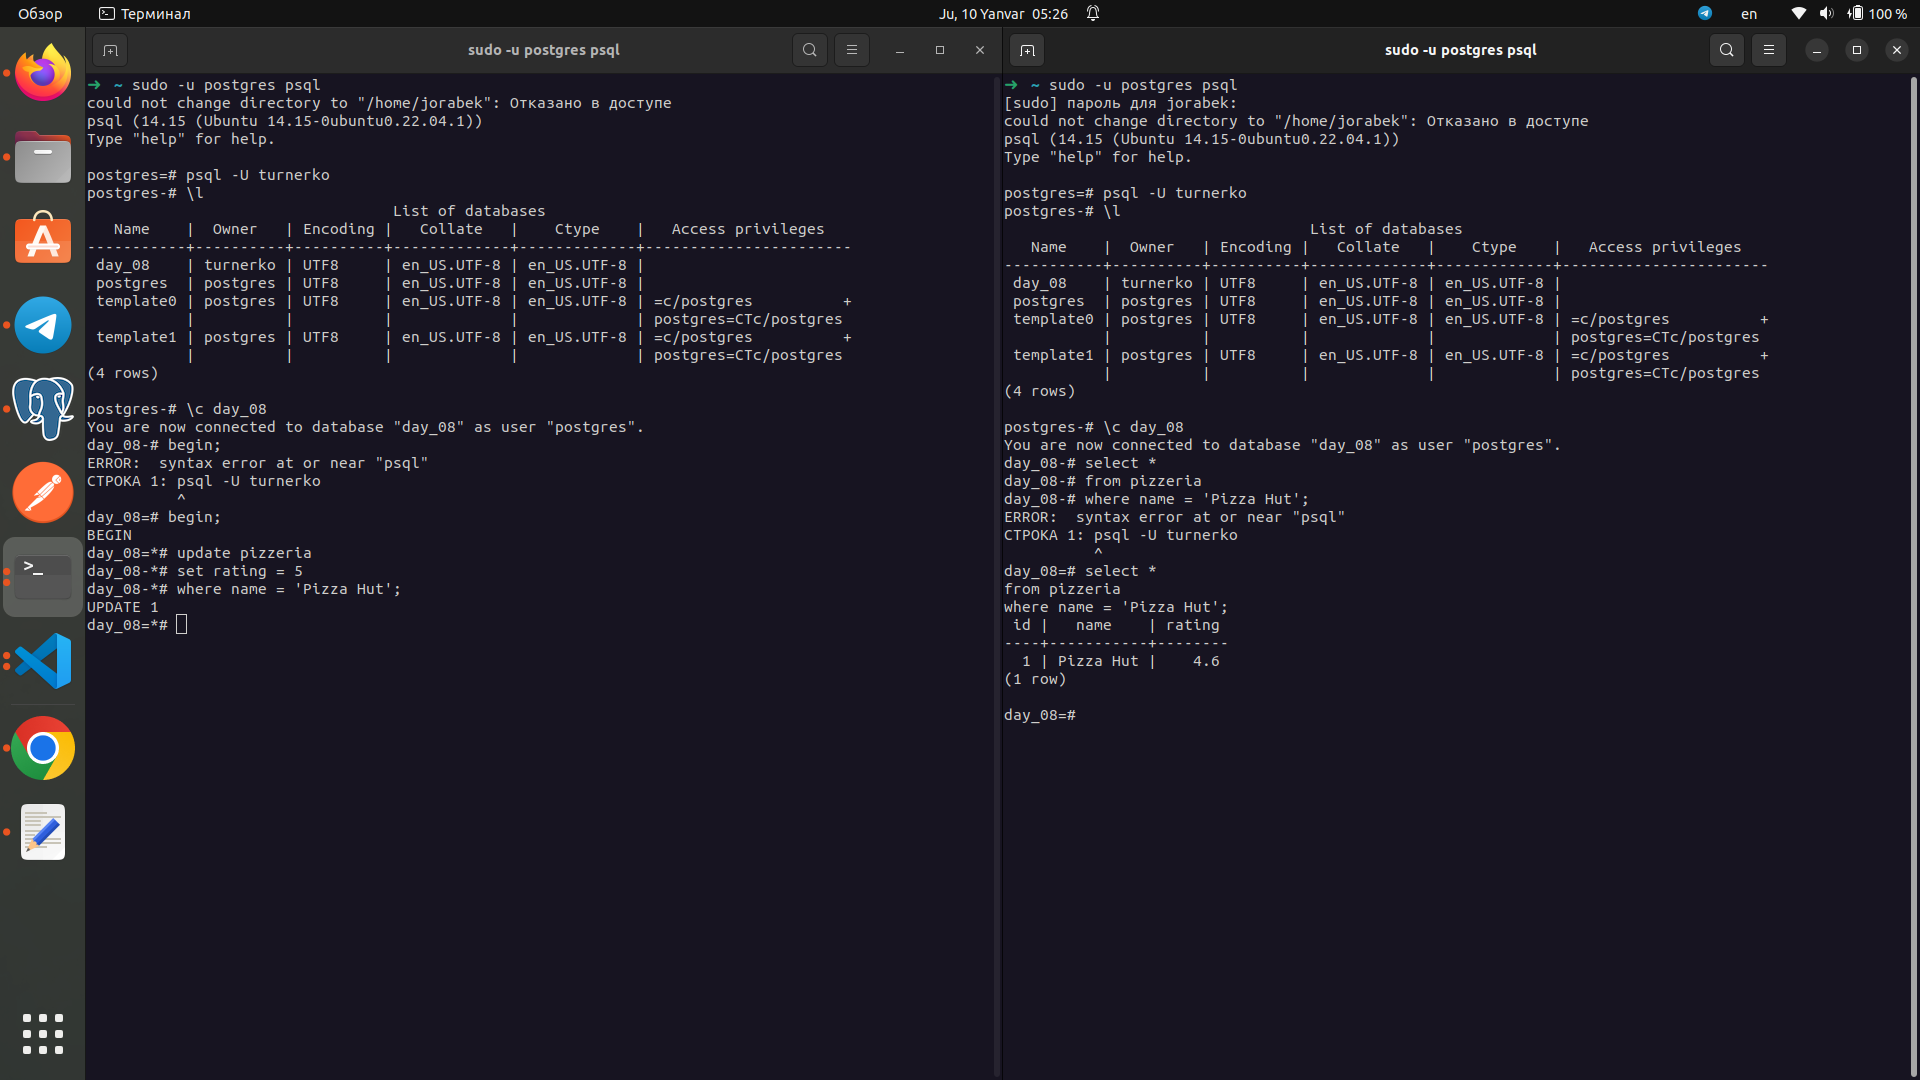 Обзор
Терминал
Ju, 10 Yanvar 05:26
en
100 %
sudo -u postgres psql
➜ ~ sudo -u postgres psql
could not change directory to "/home/jorabek": Отказано в доступе
psql (14.15 (Ubuntu 14.15-0ubuntu0.22.04.1))
Type "help" for help.
postgres=# psql -U turnerko
postgres-# \l
List of databases
Name | Owner | Encoding | Collate | Ctype | Access privileges
-----------+----------+----------+-------------+-------------+-----------------------
day_08 | turnerko | UTF8 | en_US.UTF-8 | en_US.UTF-8 |
postgres | postgres | UTF8 | en_US.UTF-8 | en_US.UTF-8 |
template0 | postgres | UTF8 | en_US.UTF-8 | en_US.UTF-8 | =c/postgres +
| | | | | postgres=CTc/postgres
template1 | postgres | UTF8 | en_US.UTF-8 | en_US.UTF-8 | =c/postgres +
| | | | | postgres=CTc/postgres
(4 rows)
postgres-# \c day_08
You are now connected to database "day_08" as user "postgres".
day_08-# begin;
ERROR:  syntax error at or near "psql"
СТРОКА 1: psql -U turnerko
^
day_08=# begin;
BEGIN
day_08=*# update pizzeria
day_08-*# set rating = 5
day_08-*# where name = 'Pizza Hut';
UPDATE 1
day_08=*#
sudo -u postgres psql
➜ ~ sudo -u postgres psql
[sudo] пароль для jorabek:
could not change directory to "/home/jorabek": Отказано в доступе
psql (14.15 (Ubuntu 14.15-0ubuntu0.22.04.1))
Type "help" for help.
postgres=# psql -U turnerko
postgres-# \l
List of databases
Name | Owner | Encoding | Collate | Ctype | Access privileges
-----------+----------+----------+-------------+-------------+-----------------------
day_08 | turnerko | UTF8 | en_US.UTF-8 | en_US.UTF-8 |
postgres | postgres | UTF8 | en_US.UTF-8 | en_US.UTF-8 |
template0 | postgres | UTF8 | en_US.UTF-8 | en_US.UTF-8 | =c/postgres +
| | | | | postgres=CTc/postgres
template1 | postgres | UTF8 | en_US.UTF-8 | en_US.UTF-8 | =c/postgres +
| | | | | postgres=CTc/postgres
(4 rows)
postgres-# \c day_08
You are now connected to database "day_08" as user "postgres".
day_08-# select *
day_08-# from pizzeria
day_08-# where name = 'Pizza Hut';
ERROR:  syntax error at or near "psql"
СТРОКА 1: psql -U turnerko
^
day_08=# select *
from pizzeria
where name = 'Pizza Hut';
id | name | rating
----+-----------+--------
1 | Pizza Hut | 4.6
(1 row)
day_08=#